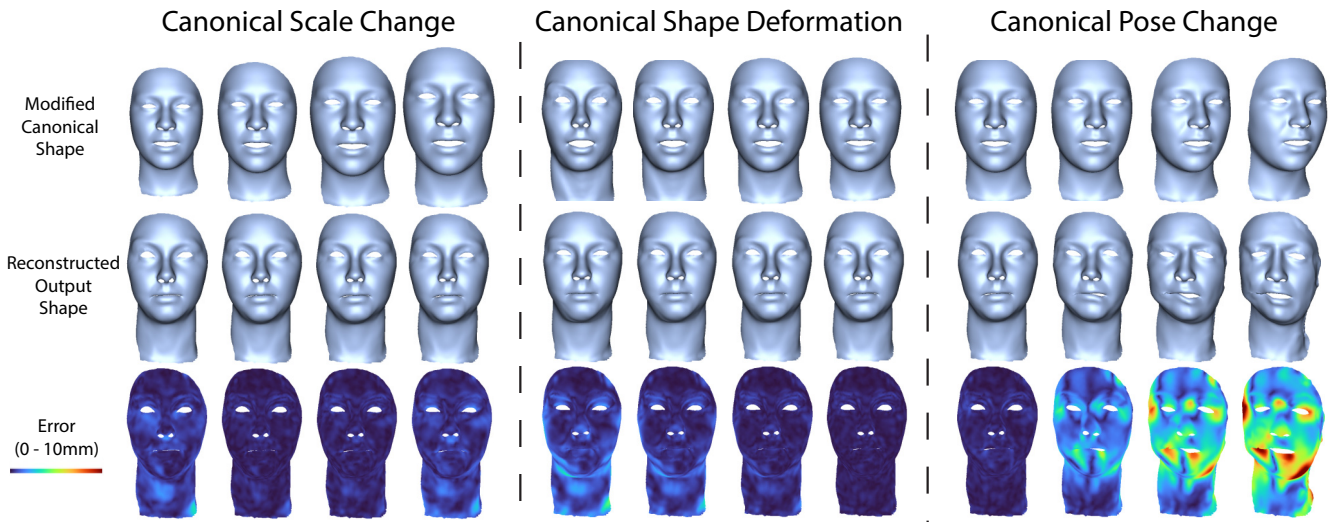 Canonical Scale Change
Canonical Shape Deformation
Canonical Pose Change
Modified
Canonical
Shape
Reconstructed
Output
Shape
Error
(0 - 10mm)